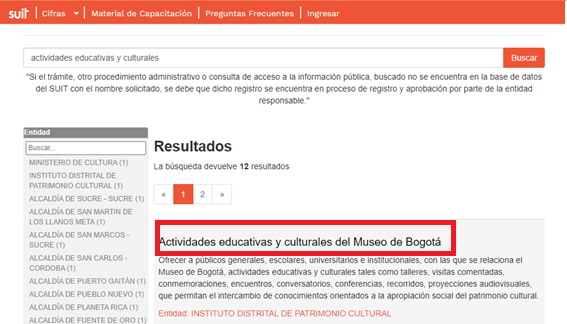 suit Cifras Material de Capacitación Preguntas Frecuentes Ingresar
actividades educativas y culturales Buscar
"Si el trámite, otro procedimiento administrativo o consulta de acceso a la información pública, buscado no se encuentra en la base de datos
del SUIT con el nombre solicitado, se debe que dicho registro se encuentra en proceso de registro y aprobación por parte de la entidad
responsable."
Entidad
Buscar...
MINISTERIO DE CULTURA (1)
INSTITUTO DISTRITAL DE
PATRIMONIO CULTURAL (1)
ALCALDÍA DE SUCRE - SUCRE (1)
ALCALDÍA DE SAN MARTIN DE
LOS LLANOS META (1)
ALCALDÍA DE SAN MARCOS -
SUCRE (1)
ALCALDÍA DE SAN CARLOS -
CORDOBA (1)
ALCALDÍA DE PUERTO GAITÁN (1)
ALCALDÍA DE PUEBLO NUEVO (1)
ALCALDÍA DE PLANETA RICA (1)
ALCALDÍA DE FUENTE DE ORO (1)
Resultados
La búsqueda devuelve 12 resultados
« 1 2 »
Actividades educativas y culturales del Museo de Bogotá
Ofrecer a públicos generales, escolares, universitarios e institucionales, con las que se relaciona el
Museo de Bogotá, actividades educativas y culturales tales como talleres, visitas comentadas,
conmemoraciones, encuentros, conversatorios, conferencias, recorridos, proyecciones audiovisuales,
que permitan el intercambio de conocimientos orientados a la apropiación social del patrimonio cultural.
Entidad: INSTITUTO DISTRITAL DE PATRIMONIO CULTURAL